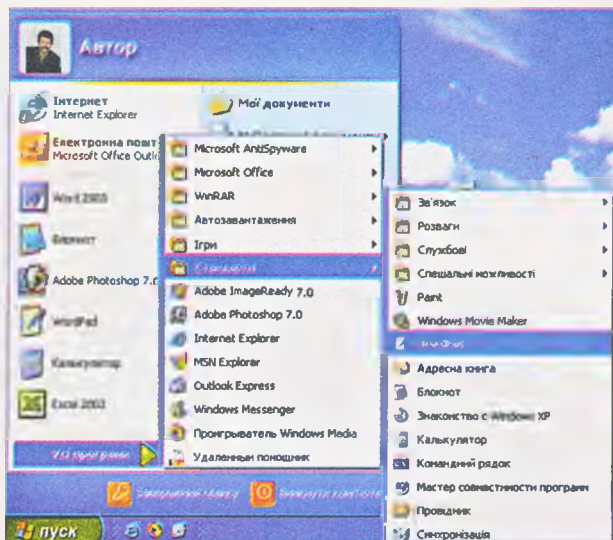 Автор
Інтернет
Internet Explorer
Електронна пошт
Microsoft Office Outlo
Word 2003
Блокнот
Adobe Photoshop 7.0
WordPad
Калькулятор
Excel 2003
Усі програми
Мої документи
Microsoft AntiSpyware
Microsoft Office
WinRAR
Автозавантаження
Ігри
Стандартні
Adobe ImageReady 7.0
Adobe Photoshop 7.0
Internet Explorer
MSN Explorer
Outlook Express
Windows Messenger
Проигрыватель Windows Media
Удаленный помощник
Зв'язок
Розваги
Службові
Спеціальні можливості
Paint
Windows Movie Maker
WordPad
Адресна книга
Блокнот
Знакомство с Windows XP
Калькулятор
Командний рядок
Мастер совместимости программ
Провідник
Синхронізація
пуск